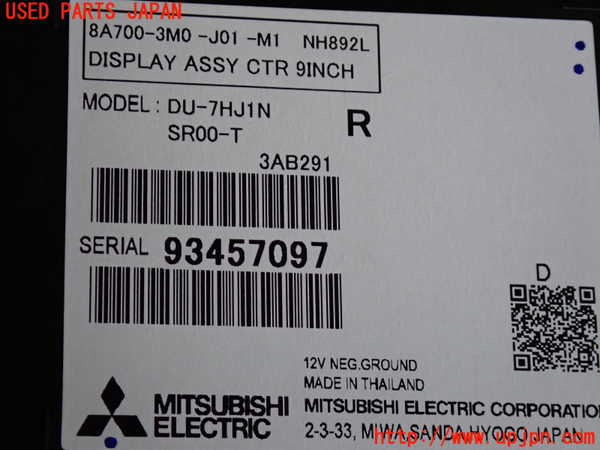 USED PARTS JAPAN
8A700-3M0 -J01 -M1 NH892L
DISPLAY ASSY CTR 9INCH
MODEL : DU-7HJ1N
SR00-T
R
3AB291
SERIAL 93457097
D
12V NEG.GROUND
MADE IN THAILAND
MITSUBISHI ELECTRIC
MITSUBISHI ELECTRIC CORPORATION
2-3-33, MIWA,SANDA,HYOGO,JAPAN
http://www.upjpn.com